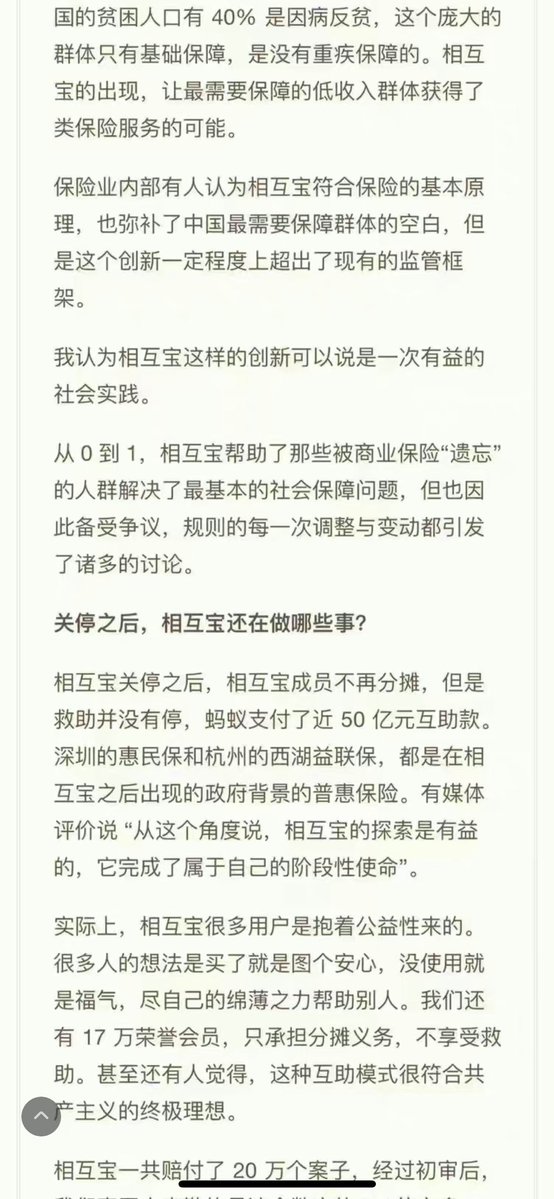 国的贫困人口有 40% 是因病反贫，这个庞大的
群体只有基础保障，是没有重疾保障的。相互
宝的出现，让最需要保障的低收入群体获得了
类保险服务的可能。
保险业内部有人认为相互宝符合保险的基本原
理，也弥补了中国最需要保障群体的空白，但
是这个创新一定程度上超出了现有的监管框
架。
我认为相互宝这样的创新可以说是一次有益的
社会实践。
从 0 到 1，相互宝帮助了那些被商业保险“遗忘”
的人群解决了最基本的社会保障问题，但也因
此备受争议，规则的每一次调整与变动都引发
了诸多的讨论。
关停之后，相互宝还在做哪些事？
相互宝关停之后，相互宝成员不再分摊，但是
救助并没有停，蚂蚁支付了近 50 亿元互助款。
深圳的惠民保和杭州的西湖益联保，都是在相
互宝之后出现的政府背景的普惠保险。有媒体
评价说 “从这个角度说，相互宝的探索是有益
的，它完成了属于自己的阶段性使命”。
实际上，相互宝很多用户是抱着公益性来的。
很多人的想法是买了就是图个安心，没使用就
是福气，尽自己的绵薄之力帮助别人。我们还
有 17 万荣誉会员，只承担分摊义务，不享受救
助。甚至还有人觉得，这种互助模式很符合共
产主义的终极理想。
相互宝一共赔付了 20 万个案子，经过初审后，